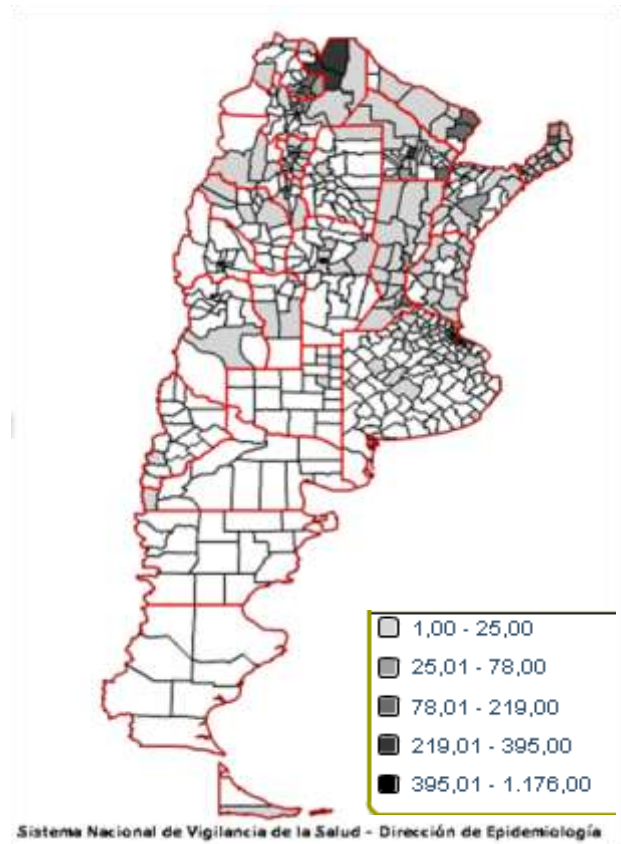 1,00 - 25,00
25,01 - 78,00
78,01 - 219,00
219,01 - 395,00
395,01 - 1.176,00
Sistema Nacional de Vigilancia de la Salud - Dirección de Epidemiología